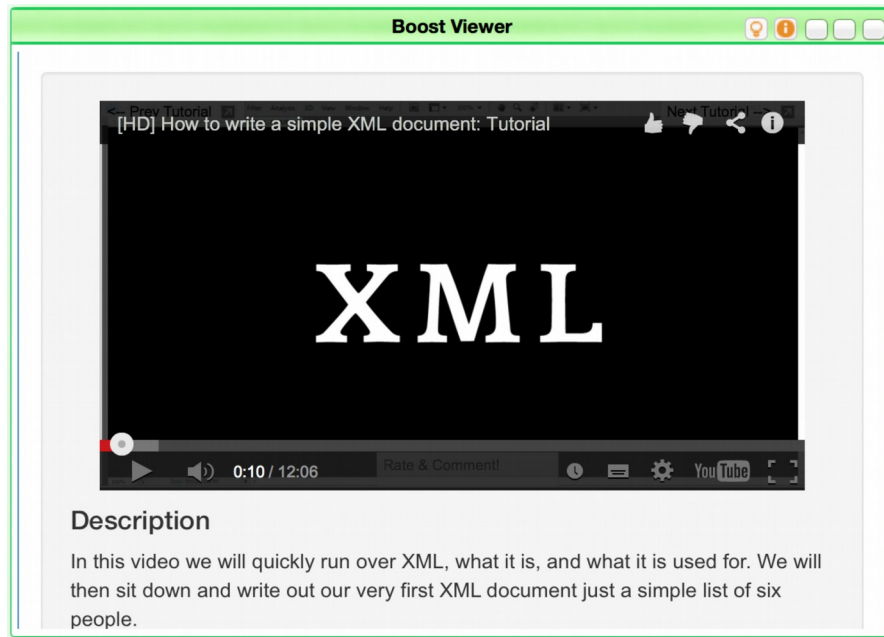 Boost Viewer
<-- Prev Tutorial
Next Tutorial -->
[HD] How to write a simple XML document: Tutorial
XML
0:10 / 12:06
Rate & Comment!
YouTube
Description
In this video we will quickly run over XML, what it is, and what it is used for. We will
then sit down and write out our very first XML document just a simple list of six
people.